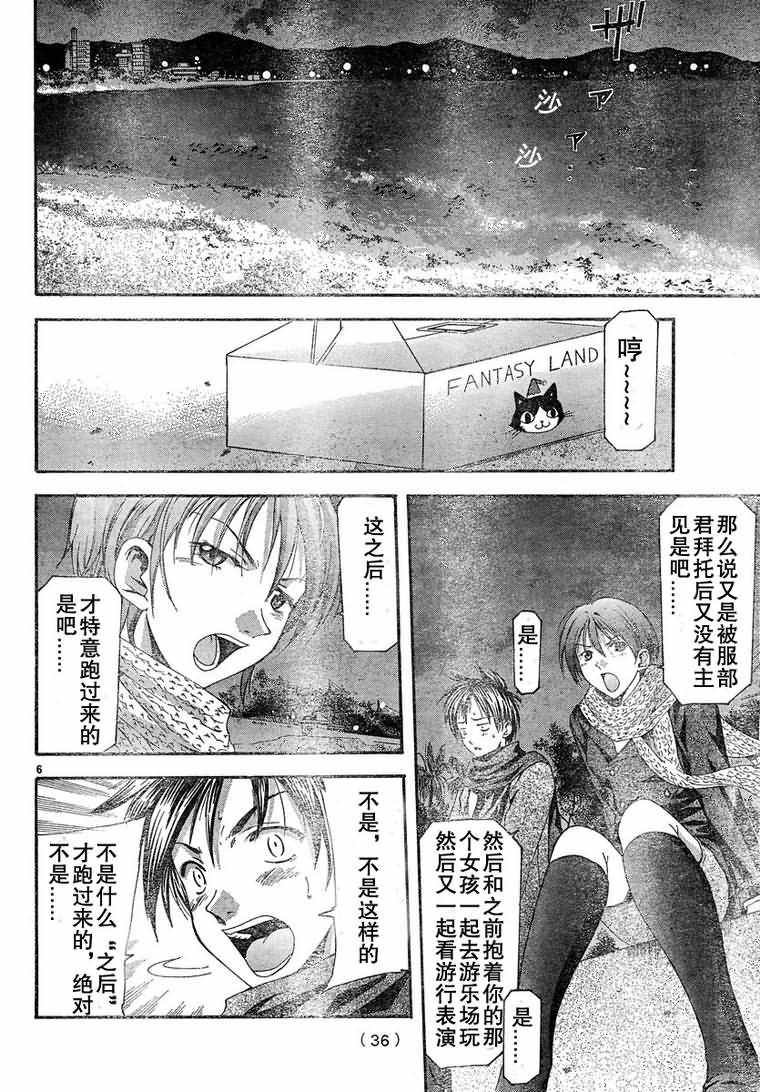 ザ
ァ
ァ
…
沙
沙
哼
~~~~
FANTASY LAND
那么说又是被服部
君拜托后又没有主
见是吧……
是……
然后和之前抱着你的那
个女孩一起去游乐场玩
然后又一起看游行表演
是……
这之后
……
才特意跑过来的
是吧……
6
不是，不是这样的
不是什么“之后”
才跑过来的，绝对
不是……
(36)